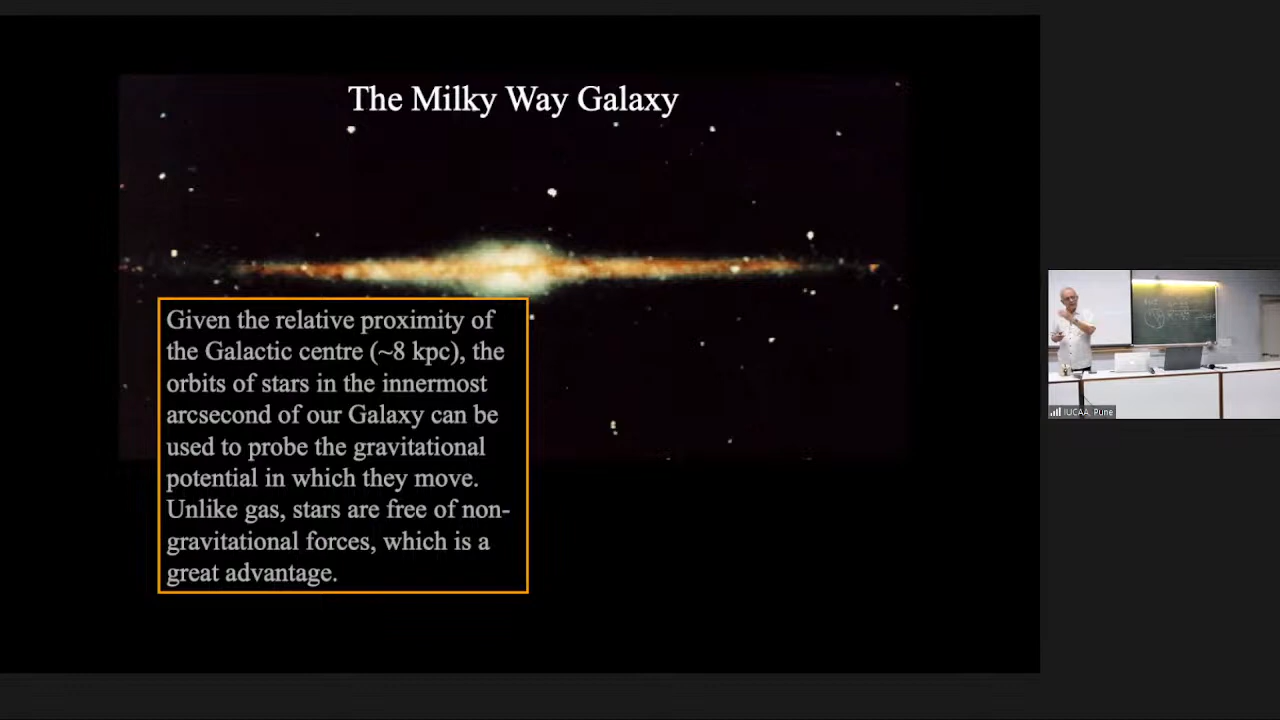 The Milky Way Galaxy
Given the relative proximity of
the Galactic centre (~8 kpc), the
orbits of stars in the innermost
arcsecond of our Galaxy can be
used to probe the gravitational
potential in which they move.
Unlike gas, stars are free of non-
gravitational forces, which is a
great advantage.
IUCAA, Pune